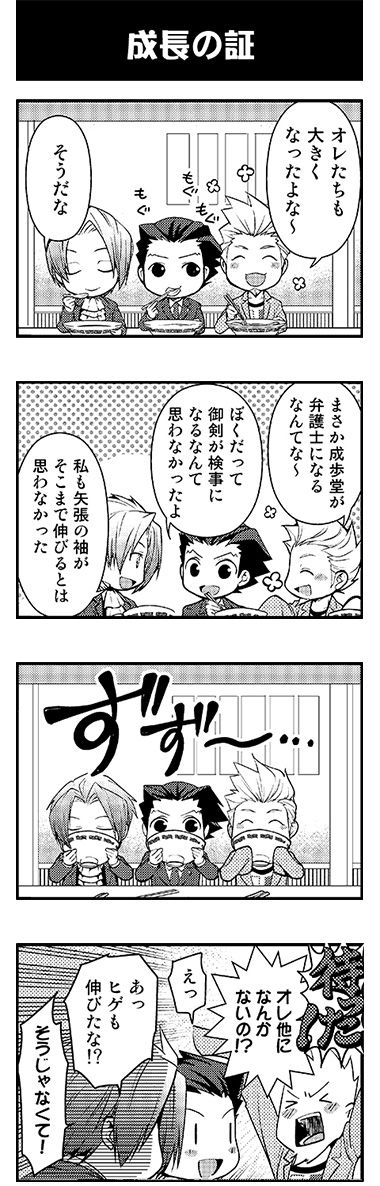 成長の証
オレたちも
大きく
なったよな〜
もぐ
もぐ
そうだな
まさか成歩堂が
弁護士になる
なんてな〜
ぼくだって
御剣が検事に
なるなんて
思わなかったよ
私も矢張の袖が
そこまで伸びるとは
思わなかった
ずず〜…
待った
オレ他に
なんか
ないの!?
えっ
あっ
ヒゲも
伸びたな!?
そうじゃなくて!